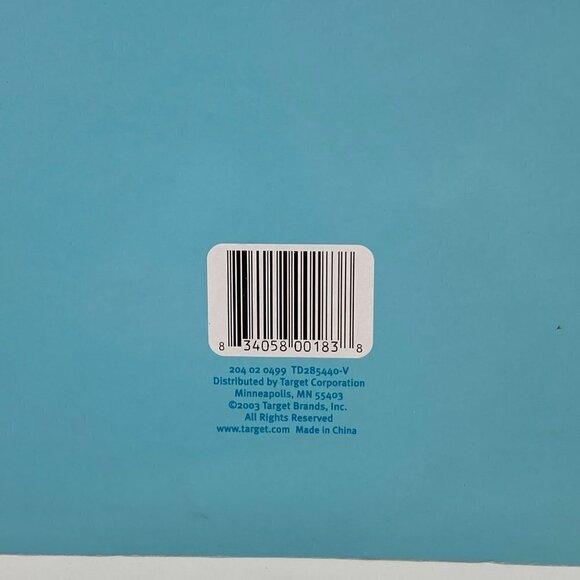 8 34058 00183 8
204 02 0499 TD285440-V
Distributed by Target Corporation
Minneapolis, MN 55403
©2003 Target Brands, Inc.
All Rights Reserved
www.target.com Made in China